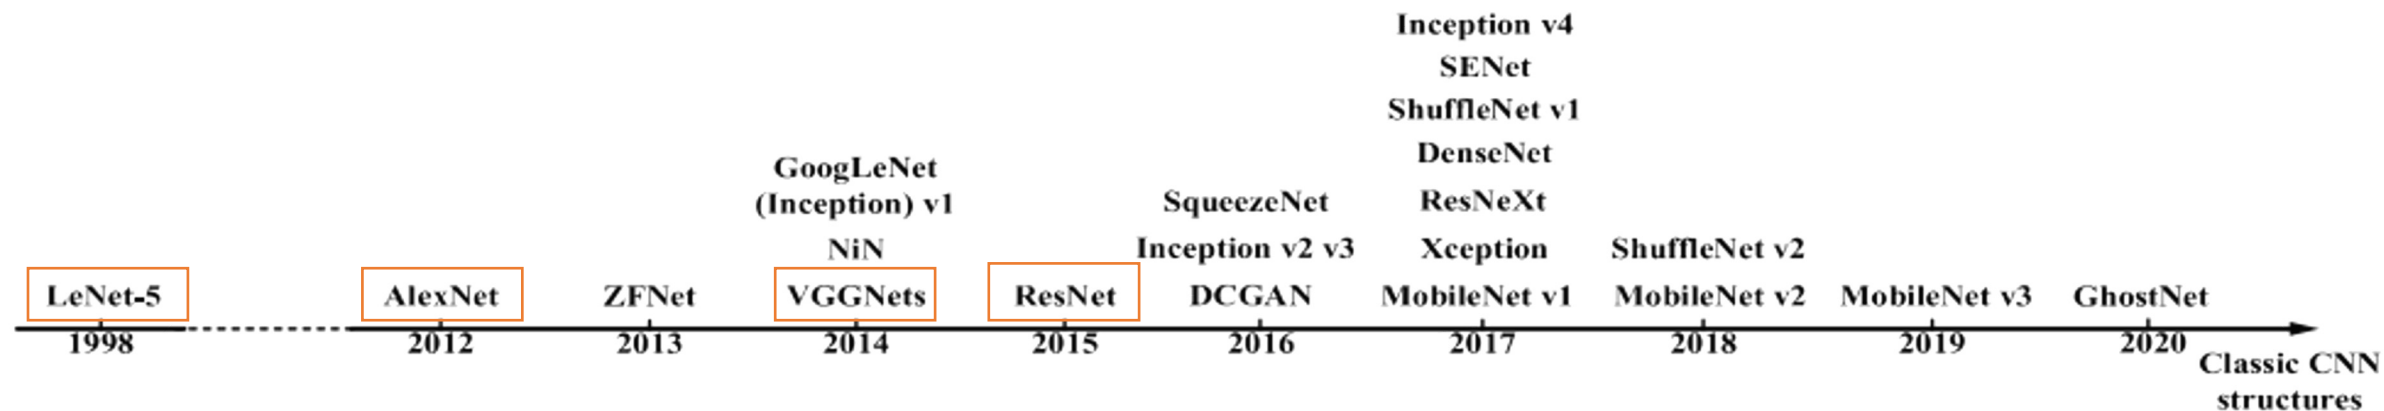 Inception v4
SENet
ShuffleNet v1
DenseNet
GoogLeNet
(Inception) v1
SqueezeNet
ResNeXt
NiN
Inception v2 v3
Xception
ShuffleNet v2
LeNet-5
AlexNet
ZFNet
VGGNets
ResNet
DCGAN
MobileNet v1
MobileNet v2
MobileNet v3
GhostNet
1998
2012
2013
2014
2015
2016
2017
2018
2019
2020
Classic CNN
structures